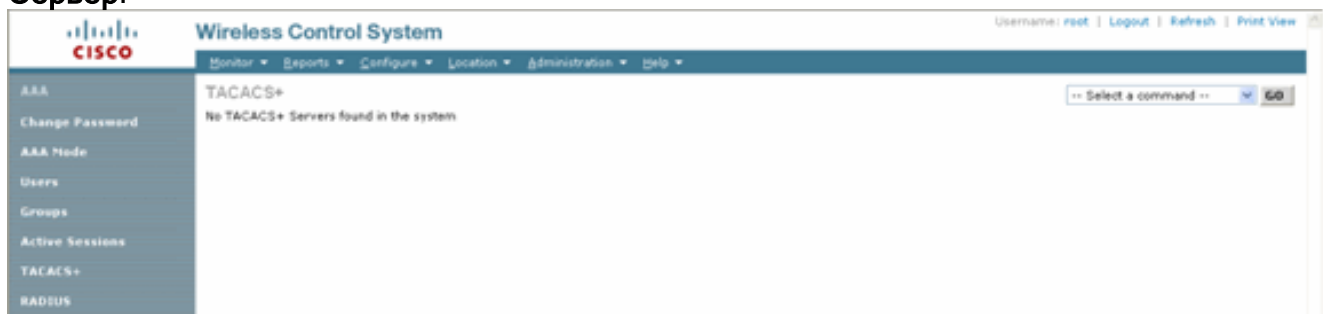 Сервер:
CISCO
Wireless Control System
Username: root | Logout | Refresh | Print View
Monitor Reports Configure Location Administration Help
AAA
Change Password
AAA Mode
Users
Groups
Active Sessions
TACACS+
RADIUS
TACACS+
-- Select a command -- GO
No TACACS+ Servers found in the system